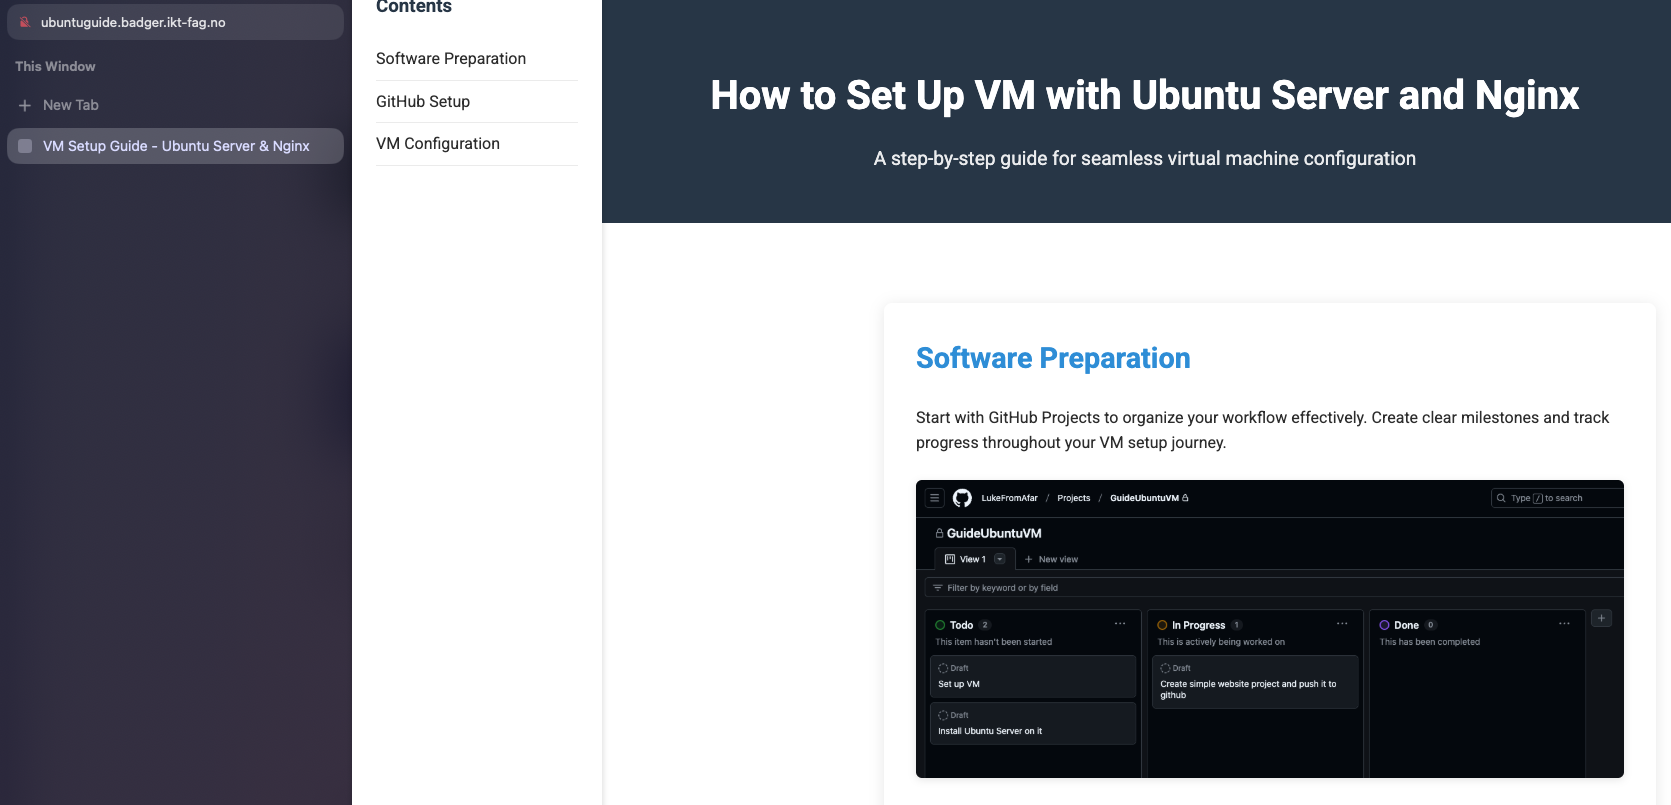 ubuntuguide.badger.ikt-fag.no
This Window
New Tab
VM Setup Guide - Ubuntu Server & Nginx
Contents
Software Preparation
GitHub Setup
VM Configuration
How to Set Up VM with Ubuntu Server and Nginx
A step-by-step guide for seamless virtual machine configuration
Software Preparation
Start with GitHub Projects to organize your workflow effectively. Create clear milestones and track
progress throughout your VM setup journey.
LukeFromAfar / Projects / GuideUbuntuVM
Type / to search
GuideUbuntuVM
View 1
New view
Filter by keyword or by field
Todo 2
This item hasn't been started
Draft
Set up VM
Draft
Install Ubuntu Server on it
In Progress 1
This is actively being worked on
Draft
Create simple website project and push it to
github
Done 0
This has been completed